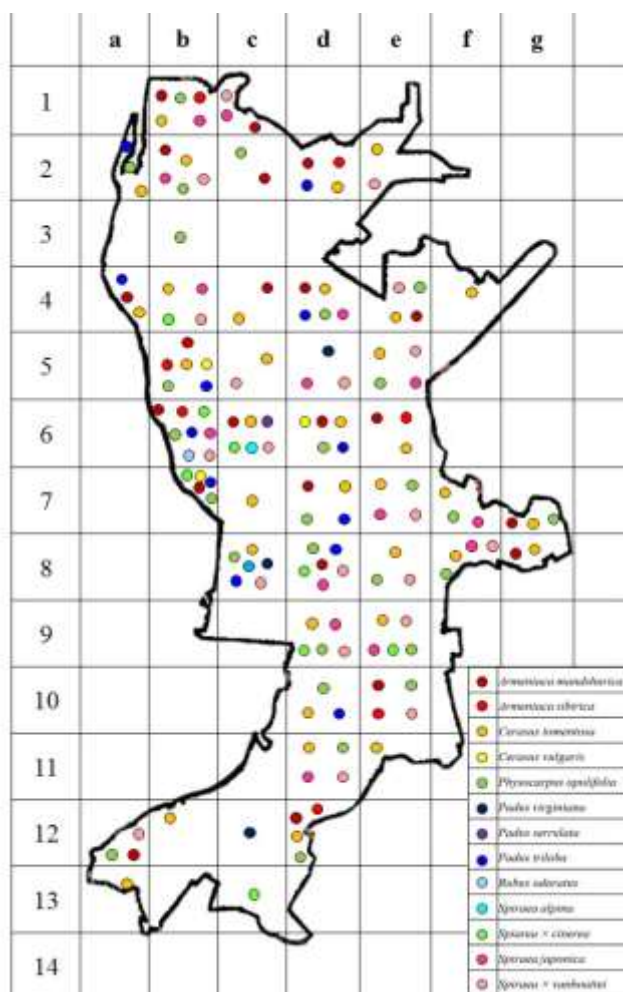 a b c d e f g
1
2
3
4
5
6
7
8
9
10
11
12
13
14
Armeniaca mandshurica
Armeniaca sibirica
Cerasus tomentosa
Cerasus vulgaris
Physocarpus opulifolia
Padus virginiana
Padus serrulata
Padus triloba
Rubus odoratus
Spiraea alpina
Spiraea × cinerea
Spiraea japonica
Spiraea × vanhouttei